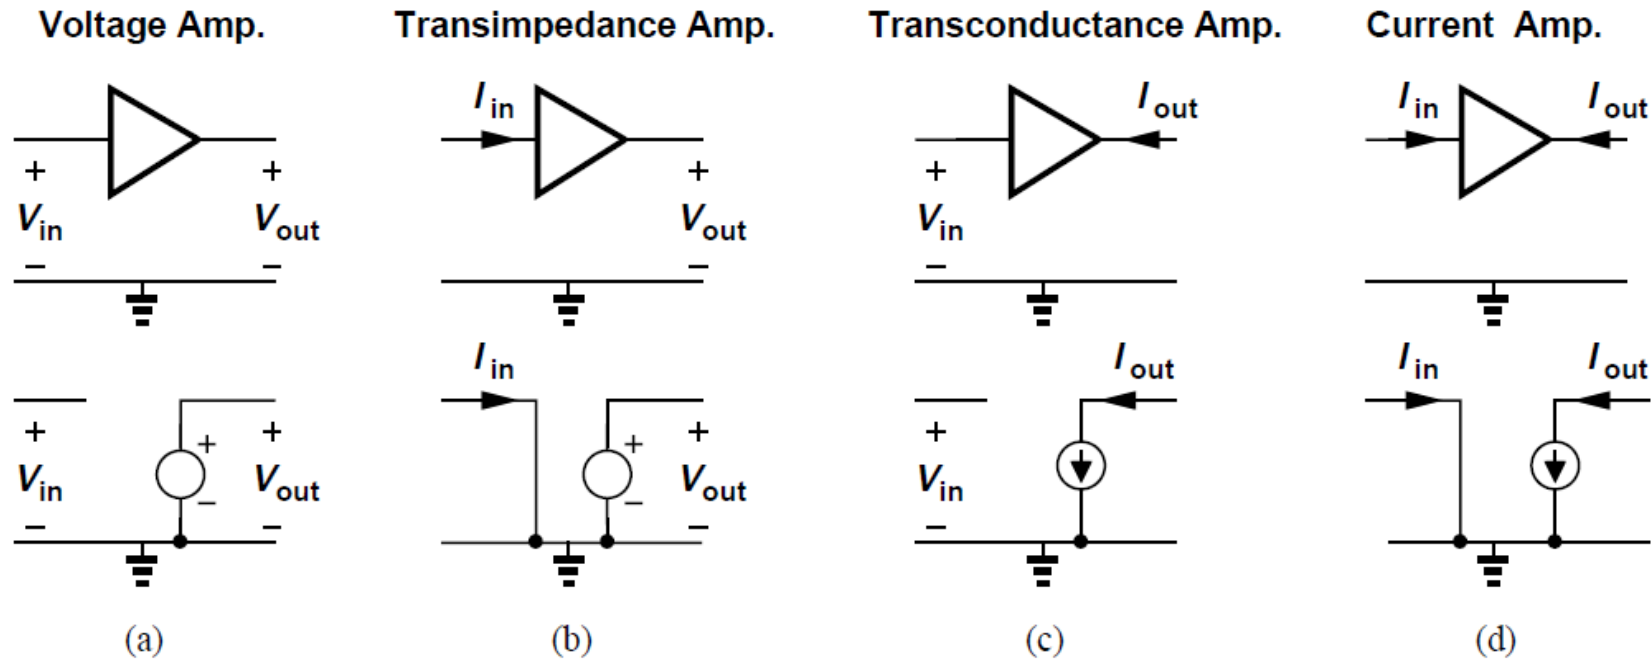 Voltage Amp. Transimpedance Amp. Transconductance Amp. Current Amp.
I in I out I in I out
+ + + +
V in V out V out V in
− − − −
I in I out I in I out
+ + + + + +
V in V out V out V in
− − − − − −
(a) (b) (c) (d)